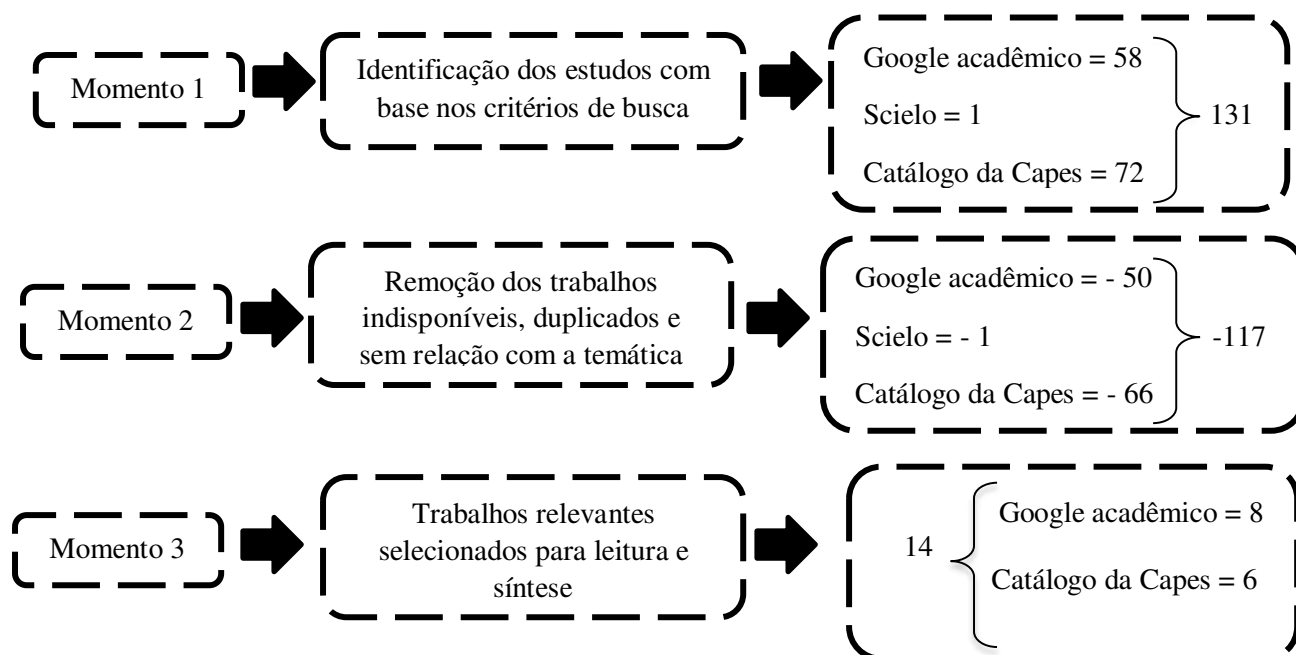 Momento 1
Identificação dos estudos com
base nos critérios de busca
Google acadêmico = 58
Scielo = 1
Catálogo da Capes = 72
131
Momento 2
Remoção dos trabalhos
indisponíveis, duplicados e
sem relação com a temática
Google acadêmico = - 50
Scielo = - 1
Catálogo da Capes = - 66
-117
Momento 3
Trabalhos relevantes
selecionados para leitura e
síntese
14
Google acadêmico = 8
Catálogo da Capes = 6